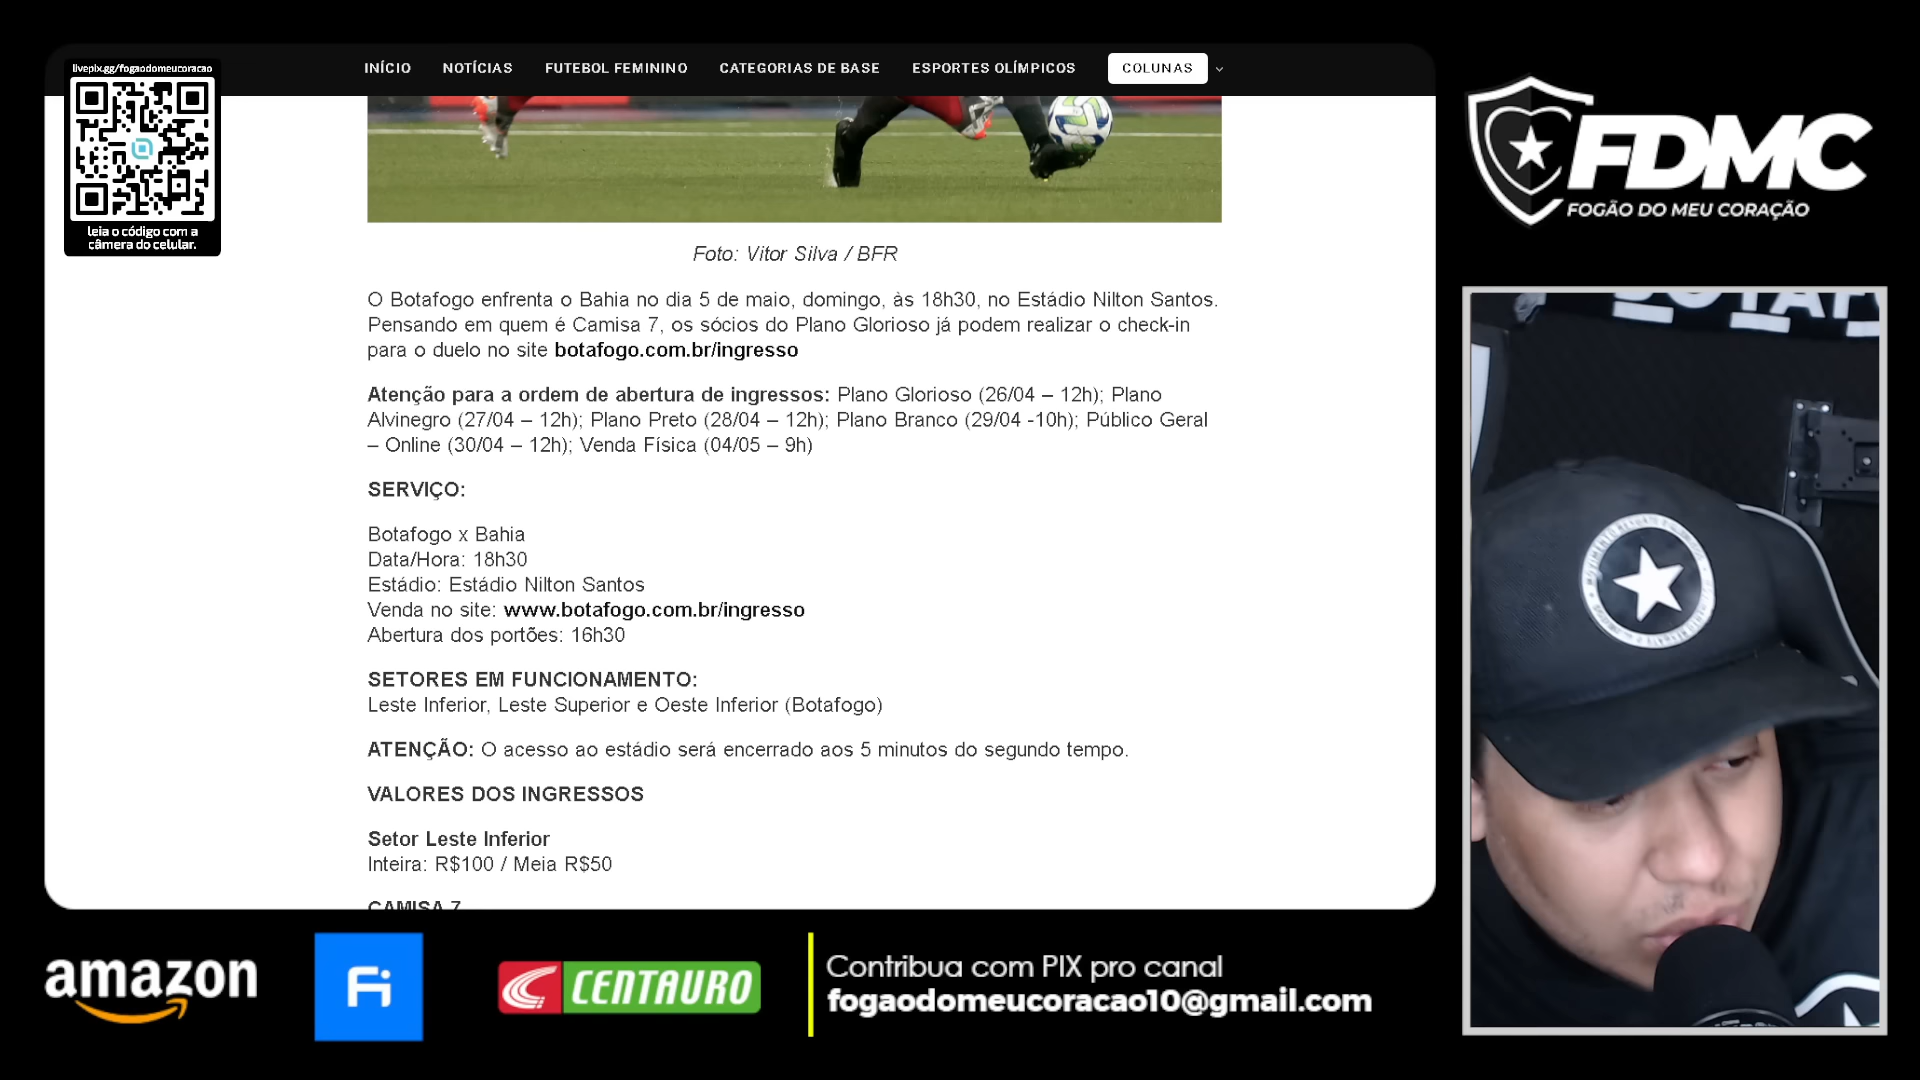 livepix.gg/fogaodomeucoracao
leia o código com a
câmera do celular.
INÍCIO
NOTÍCIAS
FUTEBOL FEMININO
CATEGORIAS DE BASE
ESPORTES OLÍMPICOS
COLUNAS
Foto: Vitor Silva / BFR
O Botafogo enfrenta o Bahia no dia 5 de maio, domingo, às 18h30, no Estádio Nilton Santos.
Pensando em quem é Camisa 7, os sócios do Plano Glorioso já podem realizar o check-in
para o duelo no site botafogo.com.br/ingresso
Atenção para a ordem de abertura de ingressos: Plano Glorioso (26/04 – 12h); Plano
Alvinegro (27/04 – 12h); Plano Preto (28/04 – 12h); Plano Branco (29/04 -10h); Público Geral
– Online (30/04 – 12h); Venda Física (04/05 – 9h)
SERVIÇO:
Botafogo x Bahia
Data/Hora: 18h30
Estádio: Estádio Nilton Santos
Venda no site: www.botafogo.com.br/ingresso
Abertura dos portões: 16h30
SETORES EM FUNCIONAMENTO:
Leste Inferior, Leste Superior e Oeste Inferior (Botafogo)
ATENÇÃO: O acesso ao estádio será encerrado aos 5 minutos do segundo tempo.
VALORES DOS INGRESSOS
Setor Leste Inferior
Inteira: R$100 / Meia R$50
CAMISA 7
FDMC
FOGÃO DO MEU CORAÇÃO
amazon
Fi
CENTAURO
Contribua com PIX pro canal
fogaodomeucoracao10@gmail.com